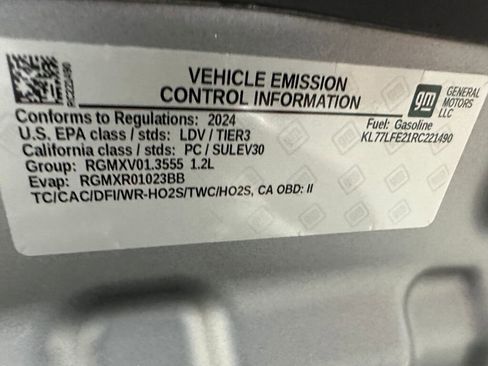 RC221490
VEHICLE EMISSION
CONTROL INFORMATION
gm
GENERAL
MOTORS
LLC
Conforms to Regulations: 2024
Fuel: Gasoline
U.S. EPA class / stds: LDV / TIER3
KL77LFE21RC221490
California class / stds: PC / SULEV30
Group: RGMXV01.3555 1.2L
Evap: RGMXR01023BB
TC/CAC/DFI/WR-HO2S/TWC/HO2S, CA OBD: II